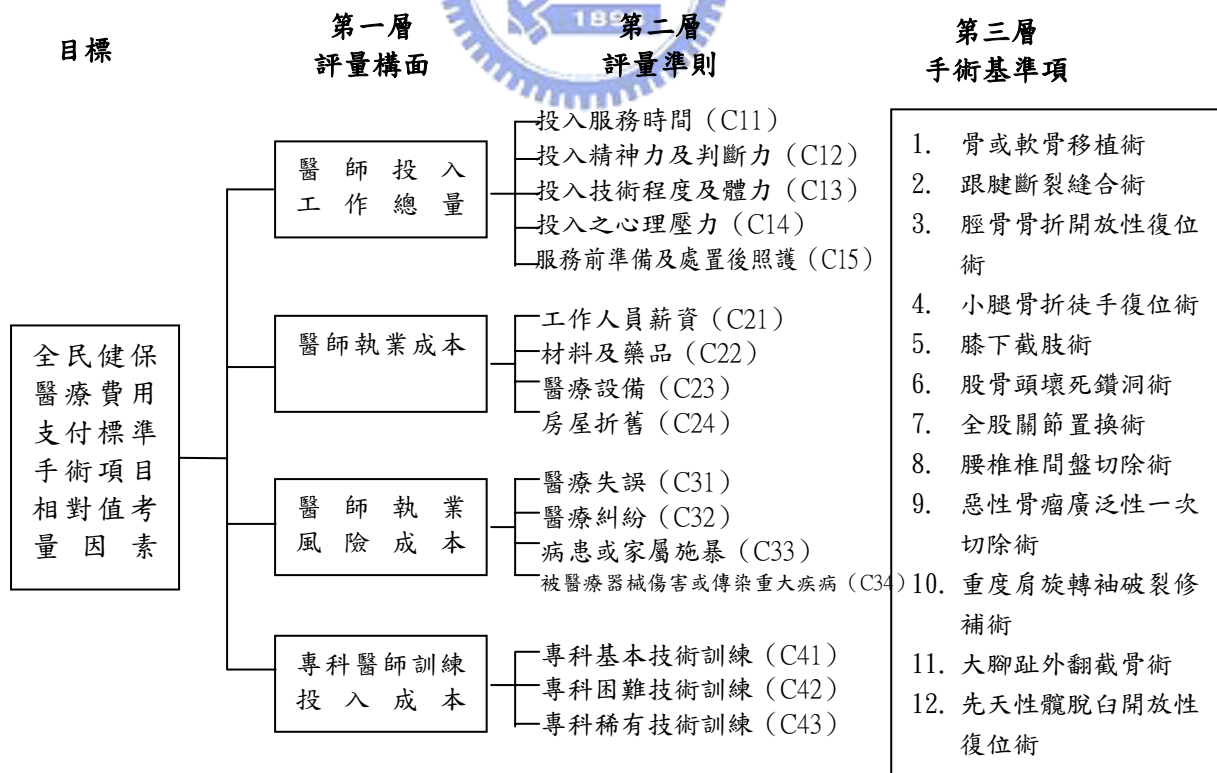 目標
第一層
評量構面
1896
第二層
評量準則
第三層
手術基準項
全民健保
醫療費用
支付標準
手術項目
相對值考
量因素
醫師投入
工作總量
投入服務時間（C11）
投入精神力及判斷力（C12）
投入技術程度及體力（C13）
投入之心理壓力（C14）
服務前準備及處置後照護（C15）
醫師執業成本
工作人員薪資（C21）
材料及藥品（C22）
醫療設備（C23）
房屋折舊（C24）
醫師執業
風險成本
醫療失誤（C31）
醫療糾紛（C32）
病患或家屬施暴（C33）
被醫療器械傷害或傳染重大疾病（C34）
專科醫師訓練
投入成本
專科基本技術訓練（C41）
專科困難技術訓練（C42）
專科稀有技術訓練（C43）
1. 骨或軟骨移植術
2. 跟腱斷裂縫合術
3. 脛骨骨折開放性復位
術
4. 小腿骨折徒手復位術
5. 膝下截肢術
6. 股骨頭壞死鑽洞術
7. 全股關節置換術
8. 腰椎椎間盤切除術
9. 惡性骨瘤廣泛性一次
切除術
10. 重度肩旋轉袖破裂修
補術
11. 大腳趾外翻截骨術
12. 先天性髖脫臼開放性
復位術